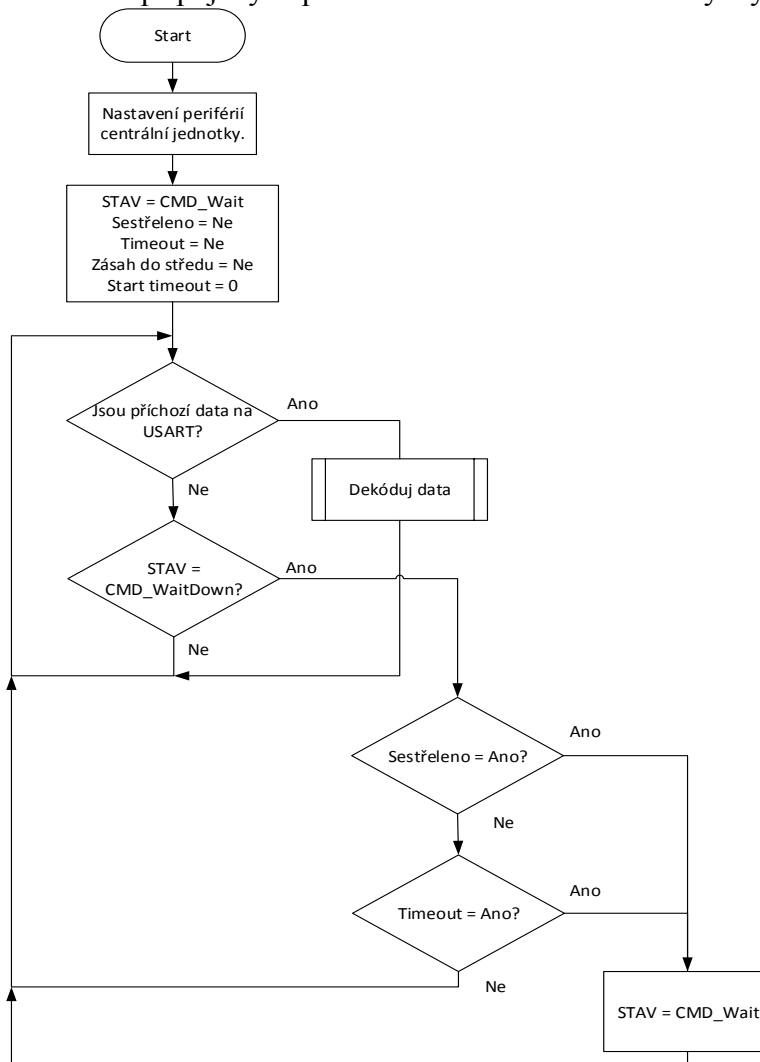 Start
Nastavení periférií
centrální jednotky.
STAV = CMD_Wait
Sestřeleno = Ne
Timeout = Ne
Zásah do středu = Ne
Start timeout = 0
Jsou příchozí data na
USART?
Ano
Ne
Dekóduj data
STAV =
CMD_WaitDown?
Ano
Ne
Sestřeleno = Ano?
Ano
Ne
Timeout = Ano?
Ano
Ne
STAV = CMD_Wait